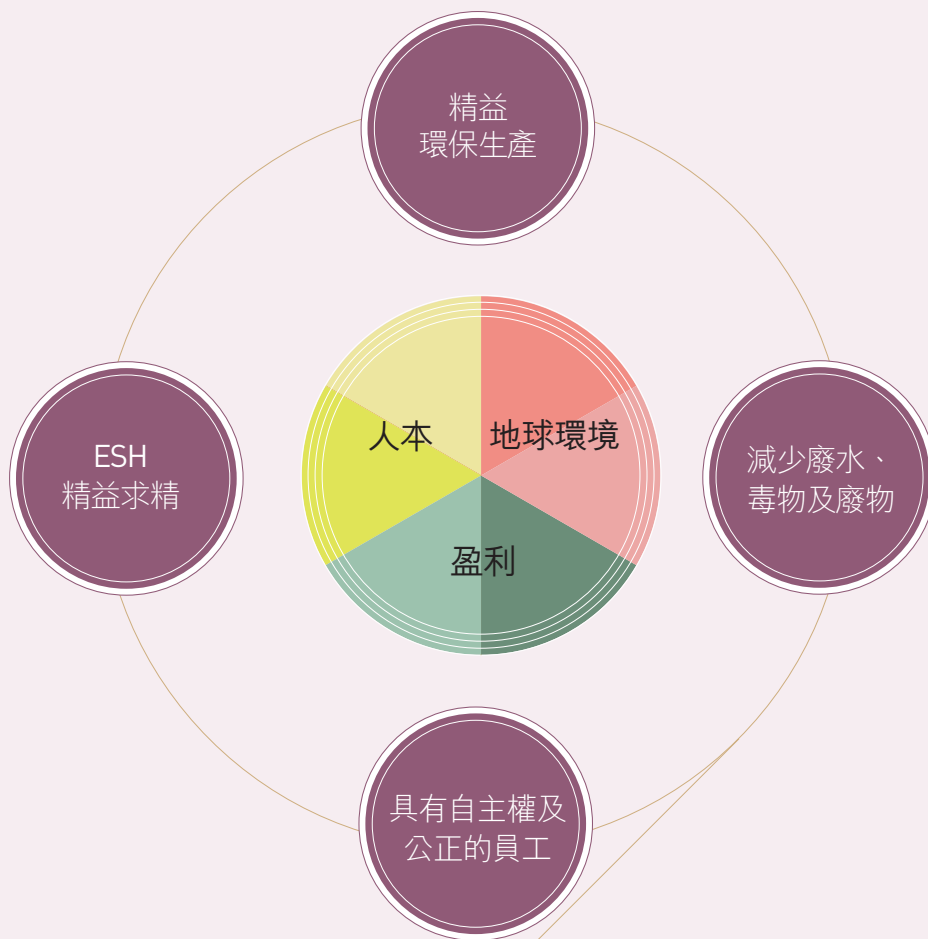 精益
環保生產
人本
地球環境
ESH
精益求精
減少廢水、
毒物及廢物
盈利
具有自主權及
公正的員工